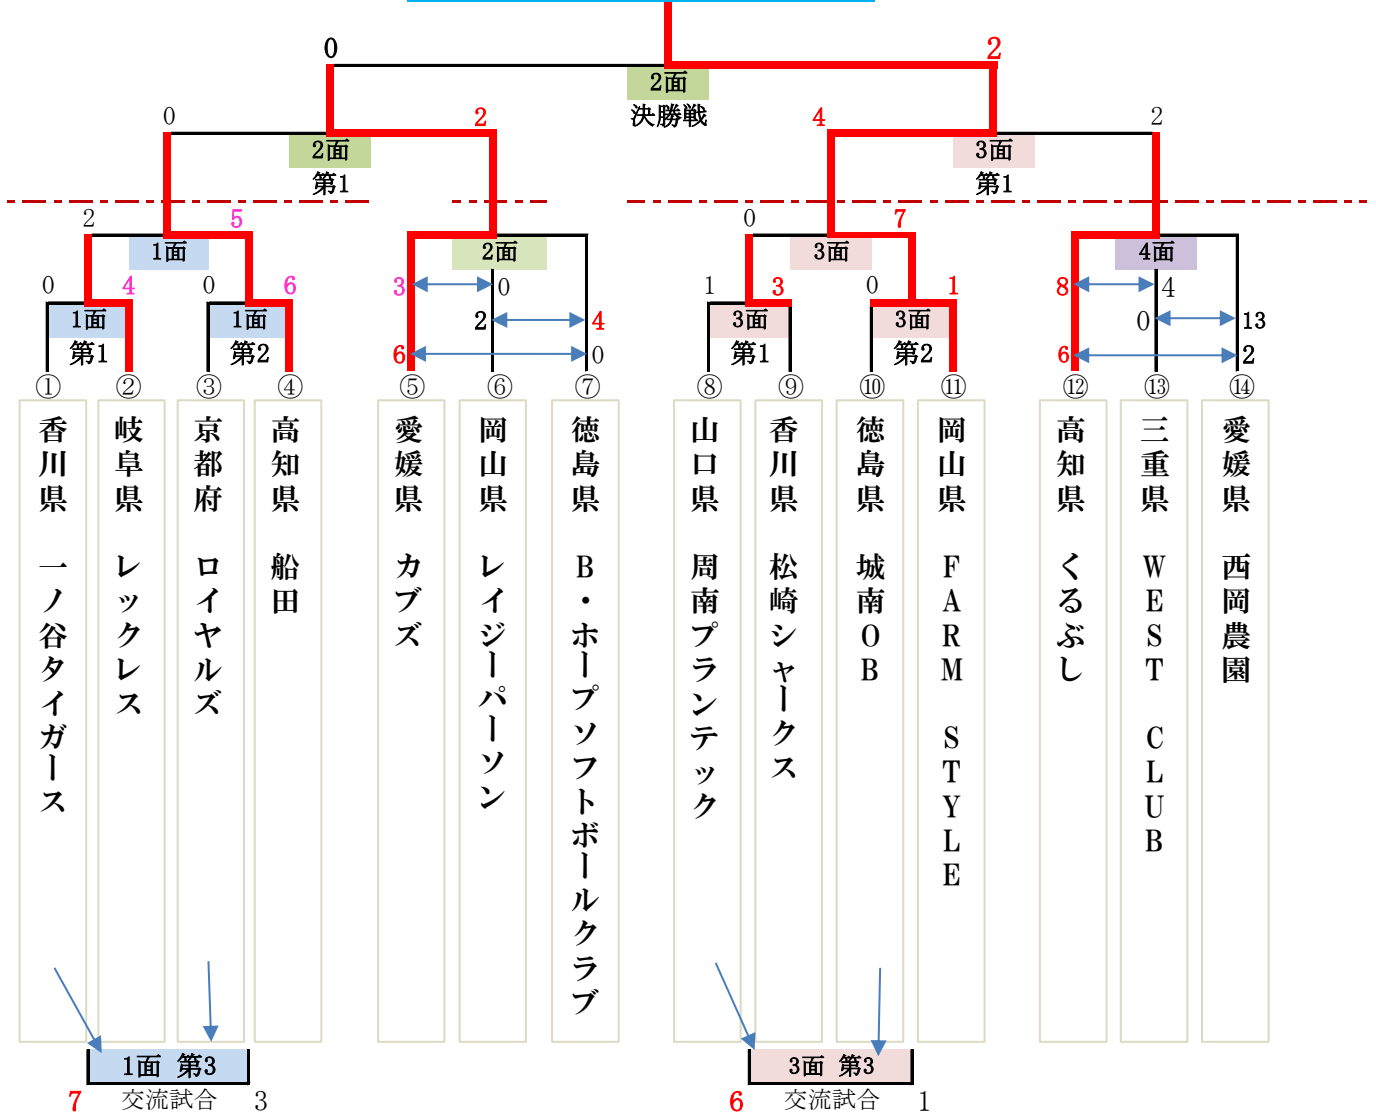 0 2
2面
決勝戦
0 2 4 2
2面 3面
第1 第1
2 5 0 7
1面 2面 3面 4面
0 4 0 6 3 0 1 3 0 1 8 4
1面 1面 2 4 3面 3面 0 13
第1 第2 6 0 第1 第2 6 2
① ② ③ ④ ⑤ ⑥ ⑦ ⑧ ⑨ ⑩ ⑪ ⑫ ⑬ ⑭
香川県 一ノ谷タイガース
岐阜県 レックレス
京都府 ロイヤルズ
高知県 船田
愛媛県 カブズ
岡山県 レイジーパーソン
徳島県 B・ホープソフトボールクラブ
山口県 周南プランテック
香川県 松崎シャークス
徳島県 城南OB
岡山県 FARM STYLE
高知県 くるぶし
三重県 WEST CLUB
愛媛県 西岡農園
1面 第3 3面 第3
7 交流試合 3 6 交流試合 1